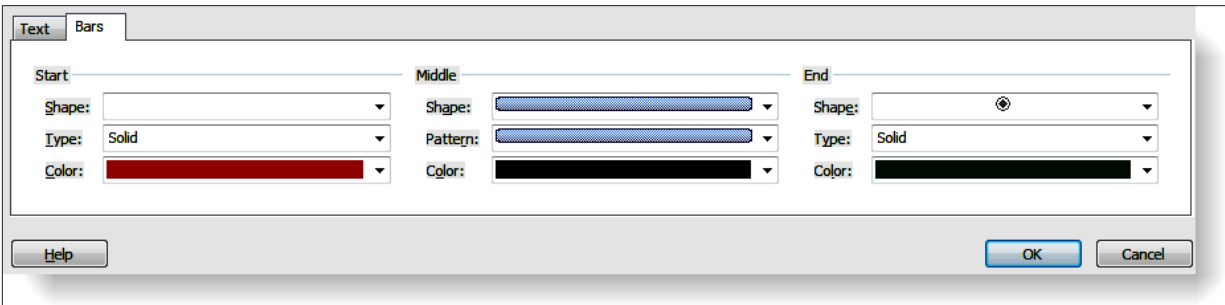 Text Bars
Start Middle End
Shape: Shape: Shape:
Type: Solid Pattern: Type: Solid
Color: Color: Color:
Help OK Cancel